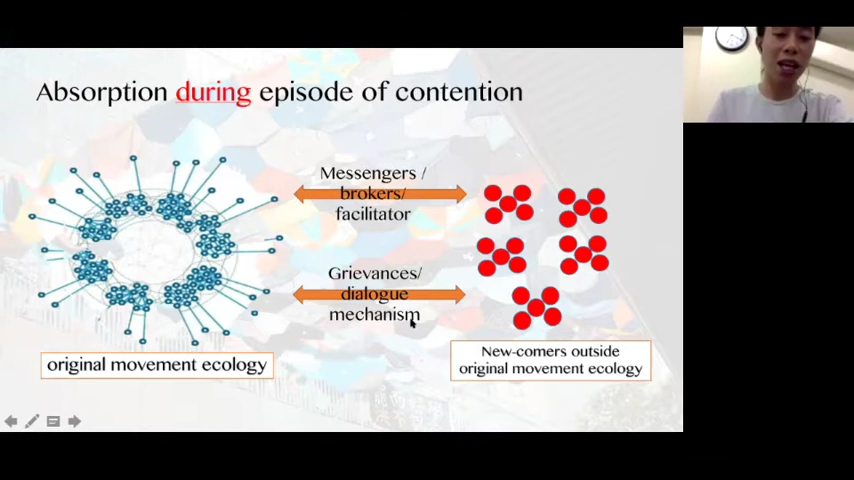 Absorption during episode of contention
Messengers /
brokers/
facilitator
Grievances/
dialogue
mechanism
original movement ecology
New-comers outside
original movement ecology